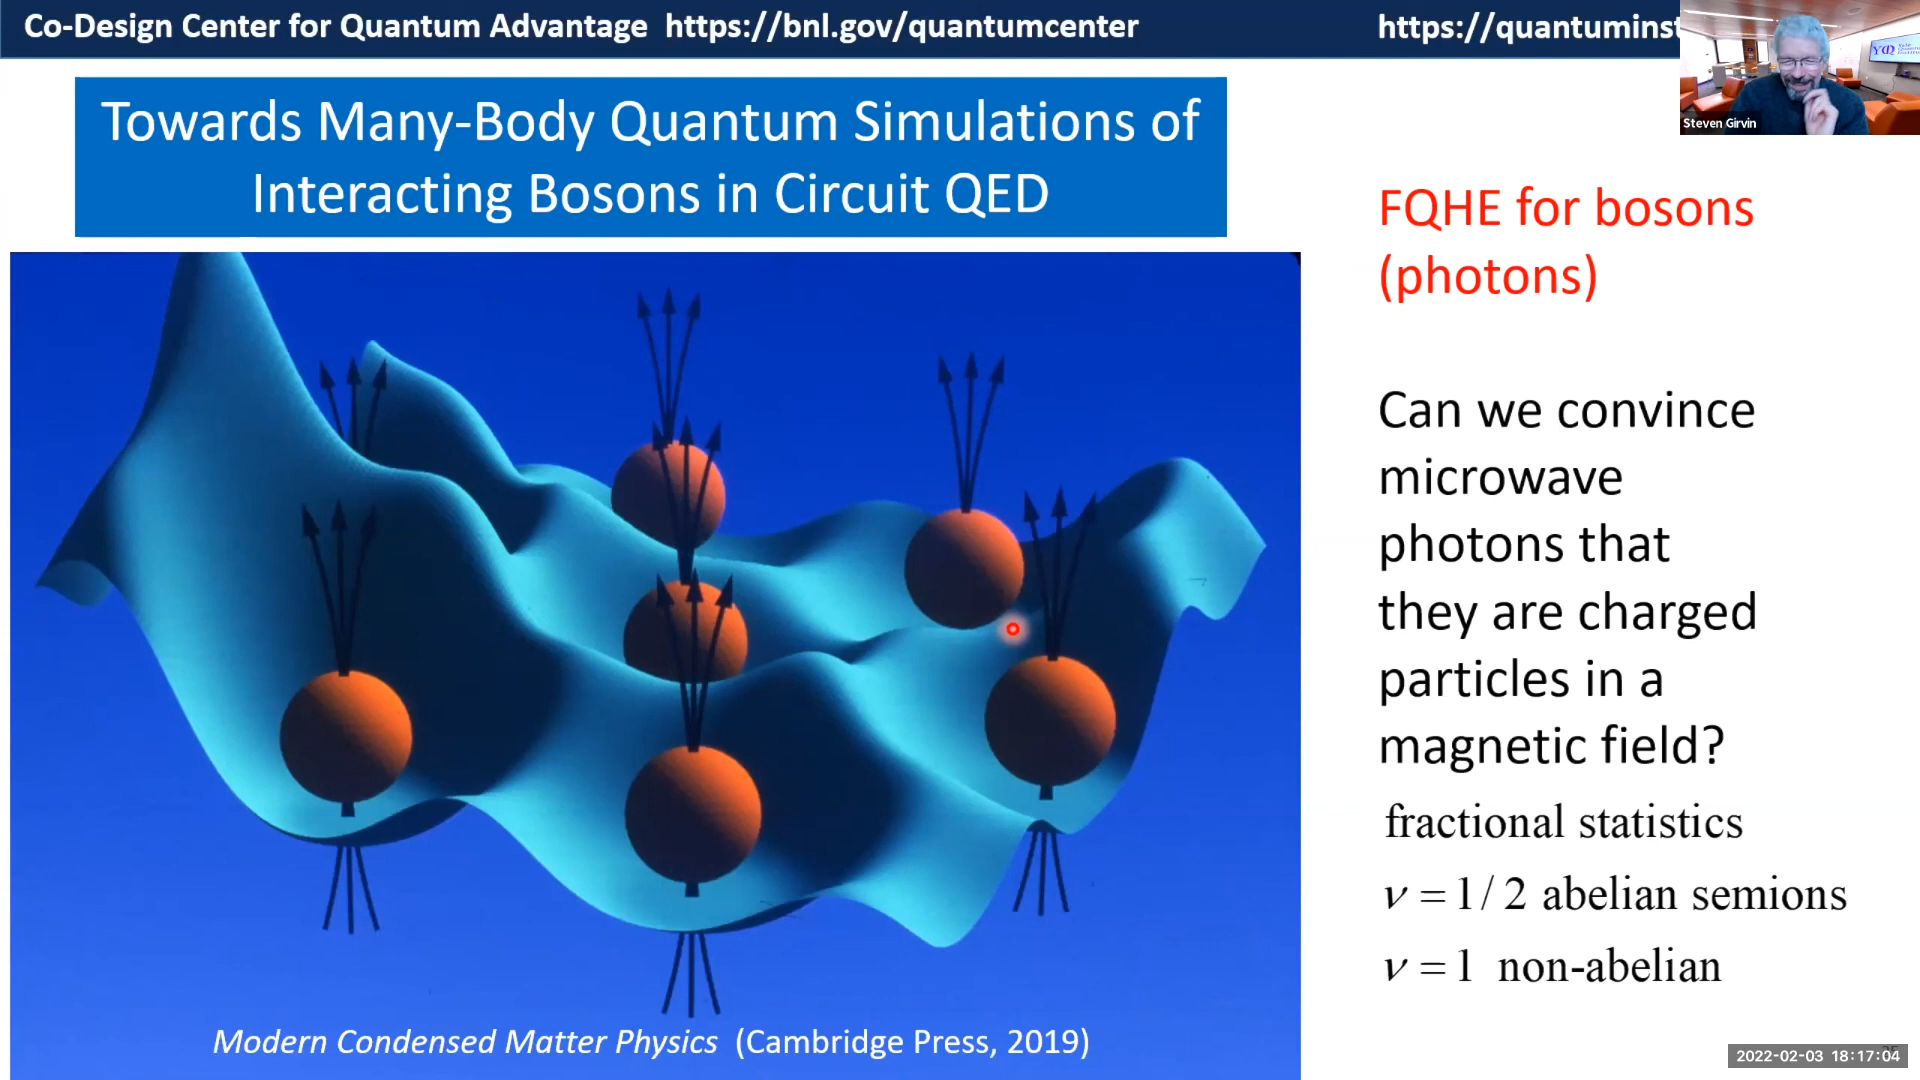 Co-Design Center for Quantum Advantage https://bnl.gov/quantumcenter
https://quantuminst
Steven Girvin
Towards Many-Body Quantum Simulations of
Interacting Bosons in Circuit QED
FQHE for bosons
(photons)
Can we convince
microwave
photons that
they are charged
particles in a
magnetic field?
fractional statistics
ν = 1 / 2 abelian semions
ν = 1 non-abelian
Modern Condensed Matter Physics (Cambridge Press, 2019)
2022-02-03 18:17:04